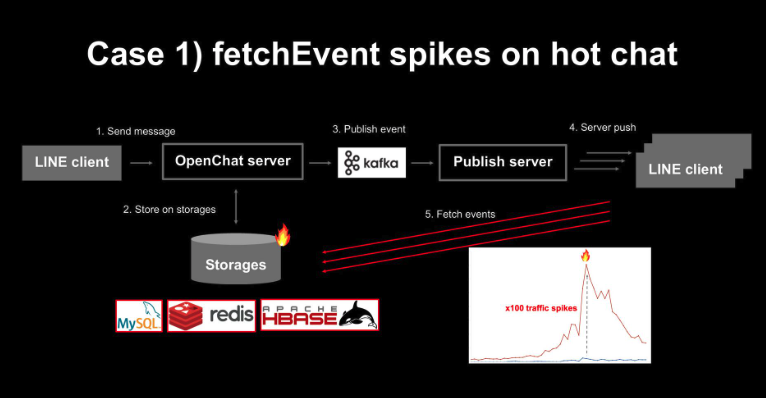 Case 1) fetchEvent spikes on hot chat
1. Send message
3. Publish event
4. Server push
LINE client
OpenChat server
kafka
Publish server
LINE client
2. Store on storages
5. Fetch events
Storages
x100 traffic spikes
MySQL
redis
APACHE
HBASE